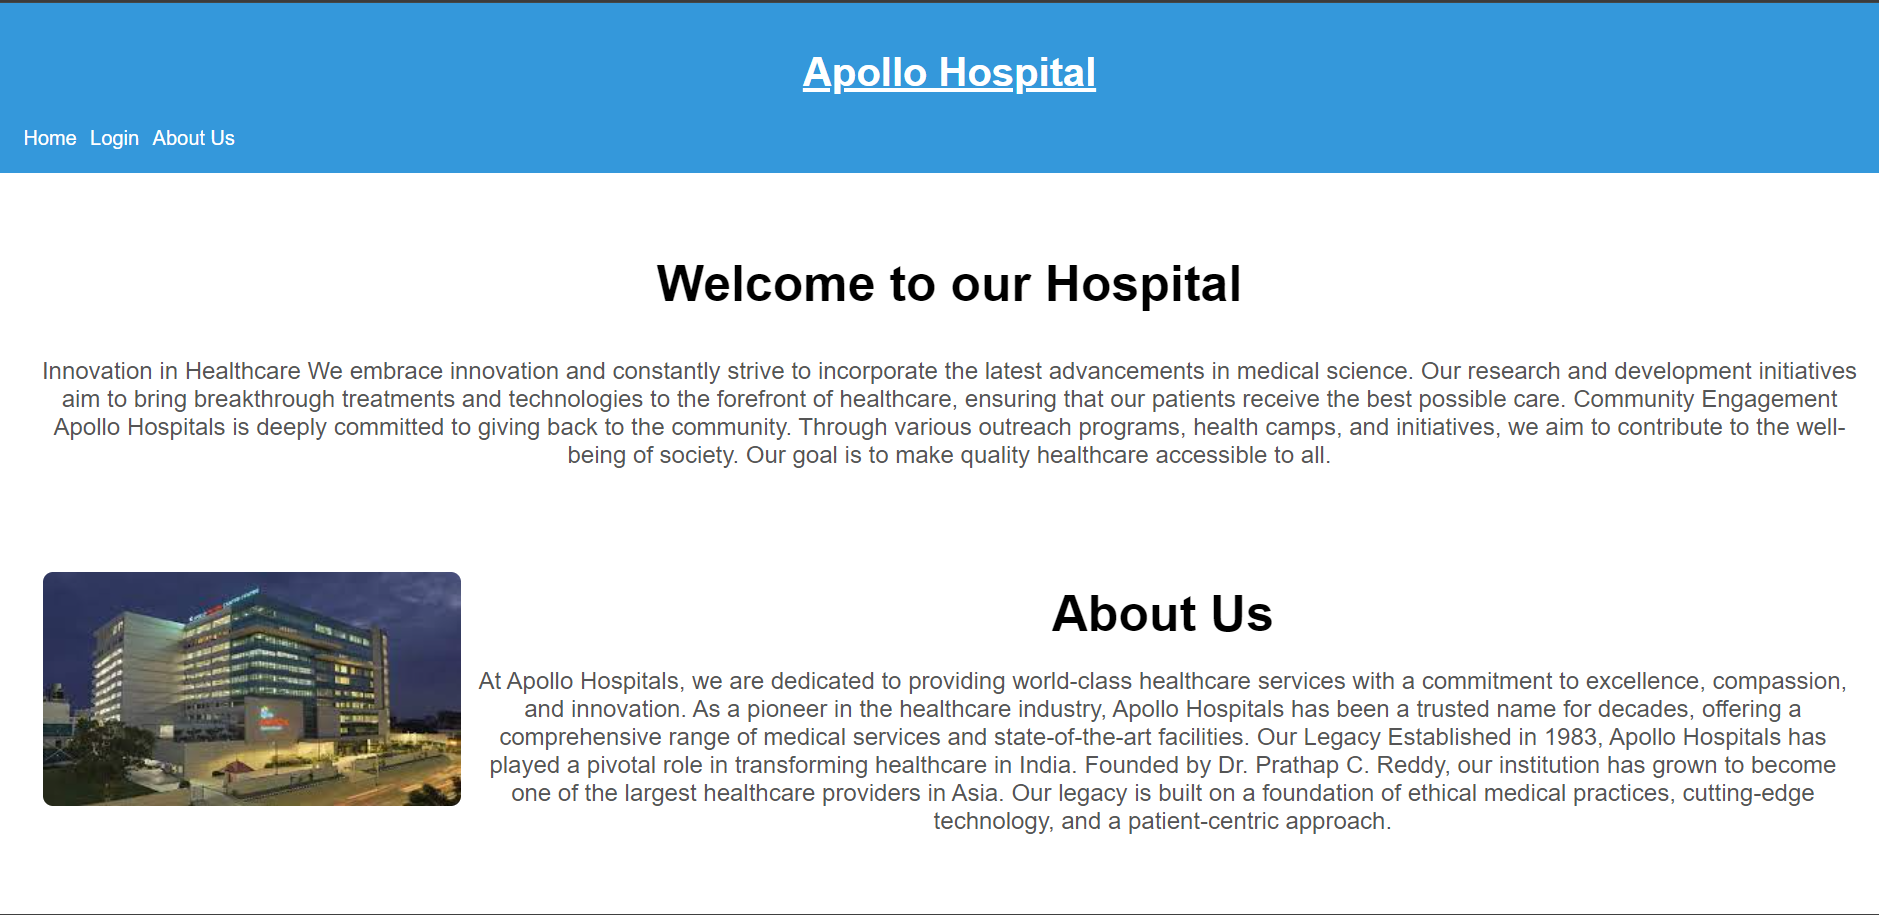 Apollo Hospital
Home Login About Us
Welcome to our Hospital
Innovation in Healthcare We embrace innovation and constantly strive to incorporate the latest advancements in medical science. Our research and development initiatives
aim to bring breakthrough treatments and technologies to the forefront of healthcare, ensuring that our patients receive the best possible care. Community Engagement
Apollo Hospitals is deeply committed to giving back to the community. Through various outreach programs, health camps, and initiatives, we aim to contribute to the well-
being of society. Our goal is to make quality healthcare accessible to all.
About Us
At Apollo Hospitals, we are dedicated to providing world-class healthcare services with a commitment to excellence, compassion,
and innovation. As a pioneer in the healthcare industry, Apollo Hospitals has been a trusted name for decades, offering a
comprehensive range of medical services and state-of-the-art facilities. Our Legacy Established in 1983, Apollo Hospitals has
played a pivotal role in transforming healthcare in India. Founded by Dr. Prathap C. Reddy, our institution has grown to become
one of the largest healthcare providers in Asia. Our legacy is built on a foundation of ethical medical practices, cutting-edge
technology, and a patient-centric approach.